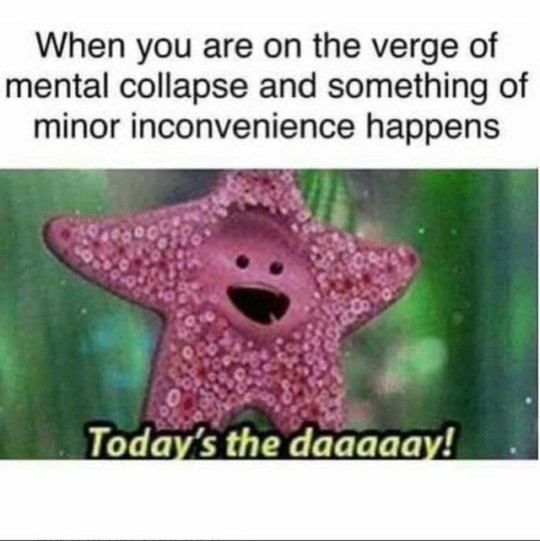 When you are on the verge of
mental collapse and something of
minor inconvenience happens
Today's the daaaaay!